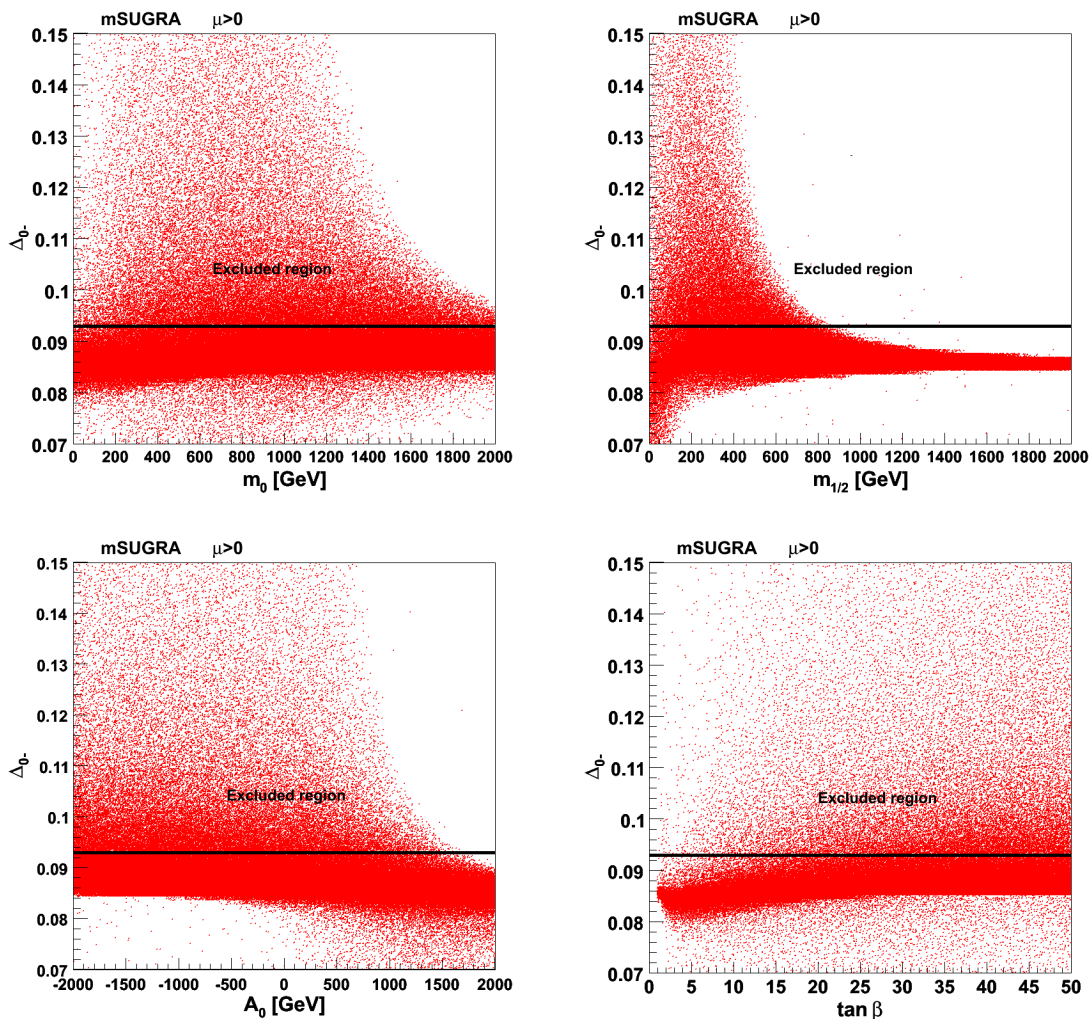 mSUGRA μ>0
0.15
0.14
0.13
0.12
0.11
0.1
0.09
0.08
0.07
Δ0-
Excluded region
0 200 400 600 800 1000 1200 1400 1600 1800 2000
m0 [GeV]
mSUGRA μ>0
0.15
0.14
0.13
0.12
0.11
0.1
0.09
0.08
0.07
Δ0-
Excluded region
0 200 400 600 800 1000 1200 1400 1600 1800 2000
m1/2 [GeV]
mSUGRA μ>0
0.15
0.14
0.13
0.12
0.11
0.1
0.09
0.08
0.07
Δ0-
Excluded region
-2000 -1500 -1000 -500 0 500 1000 1500 2000
A0 [GeV]
mSUGRA μ>0
0.15
0.14
0.13
0.12
0.11
0.1
0.09
0.08
0.07
Δ0-
Excluded region
0 5 10 15 20 25 30 35 40 45 50
tan β